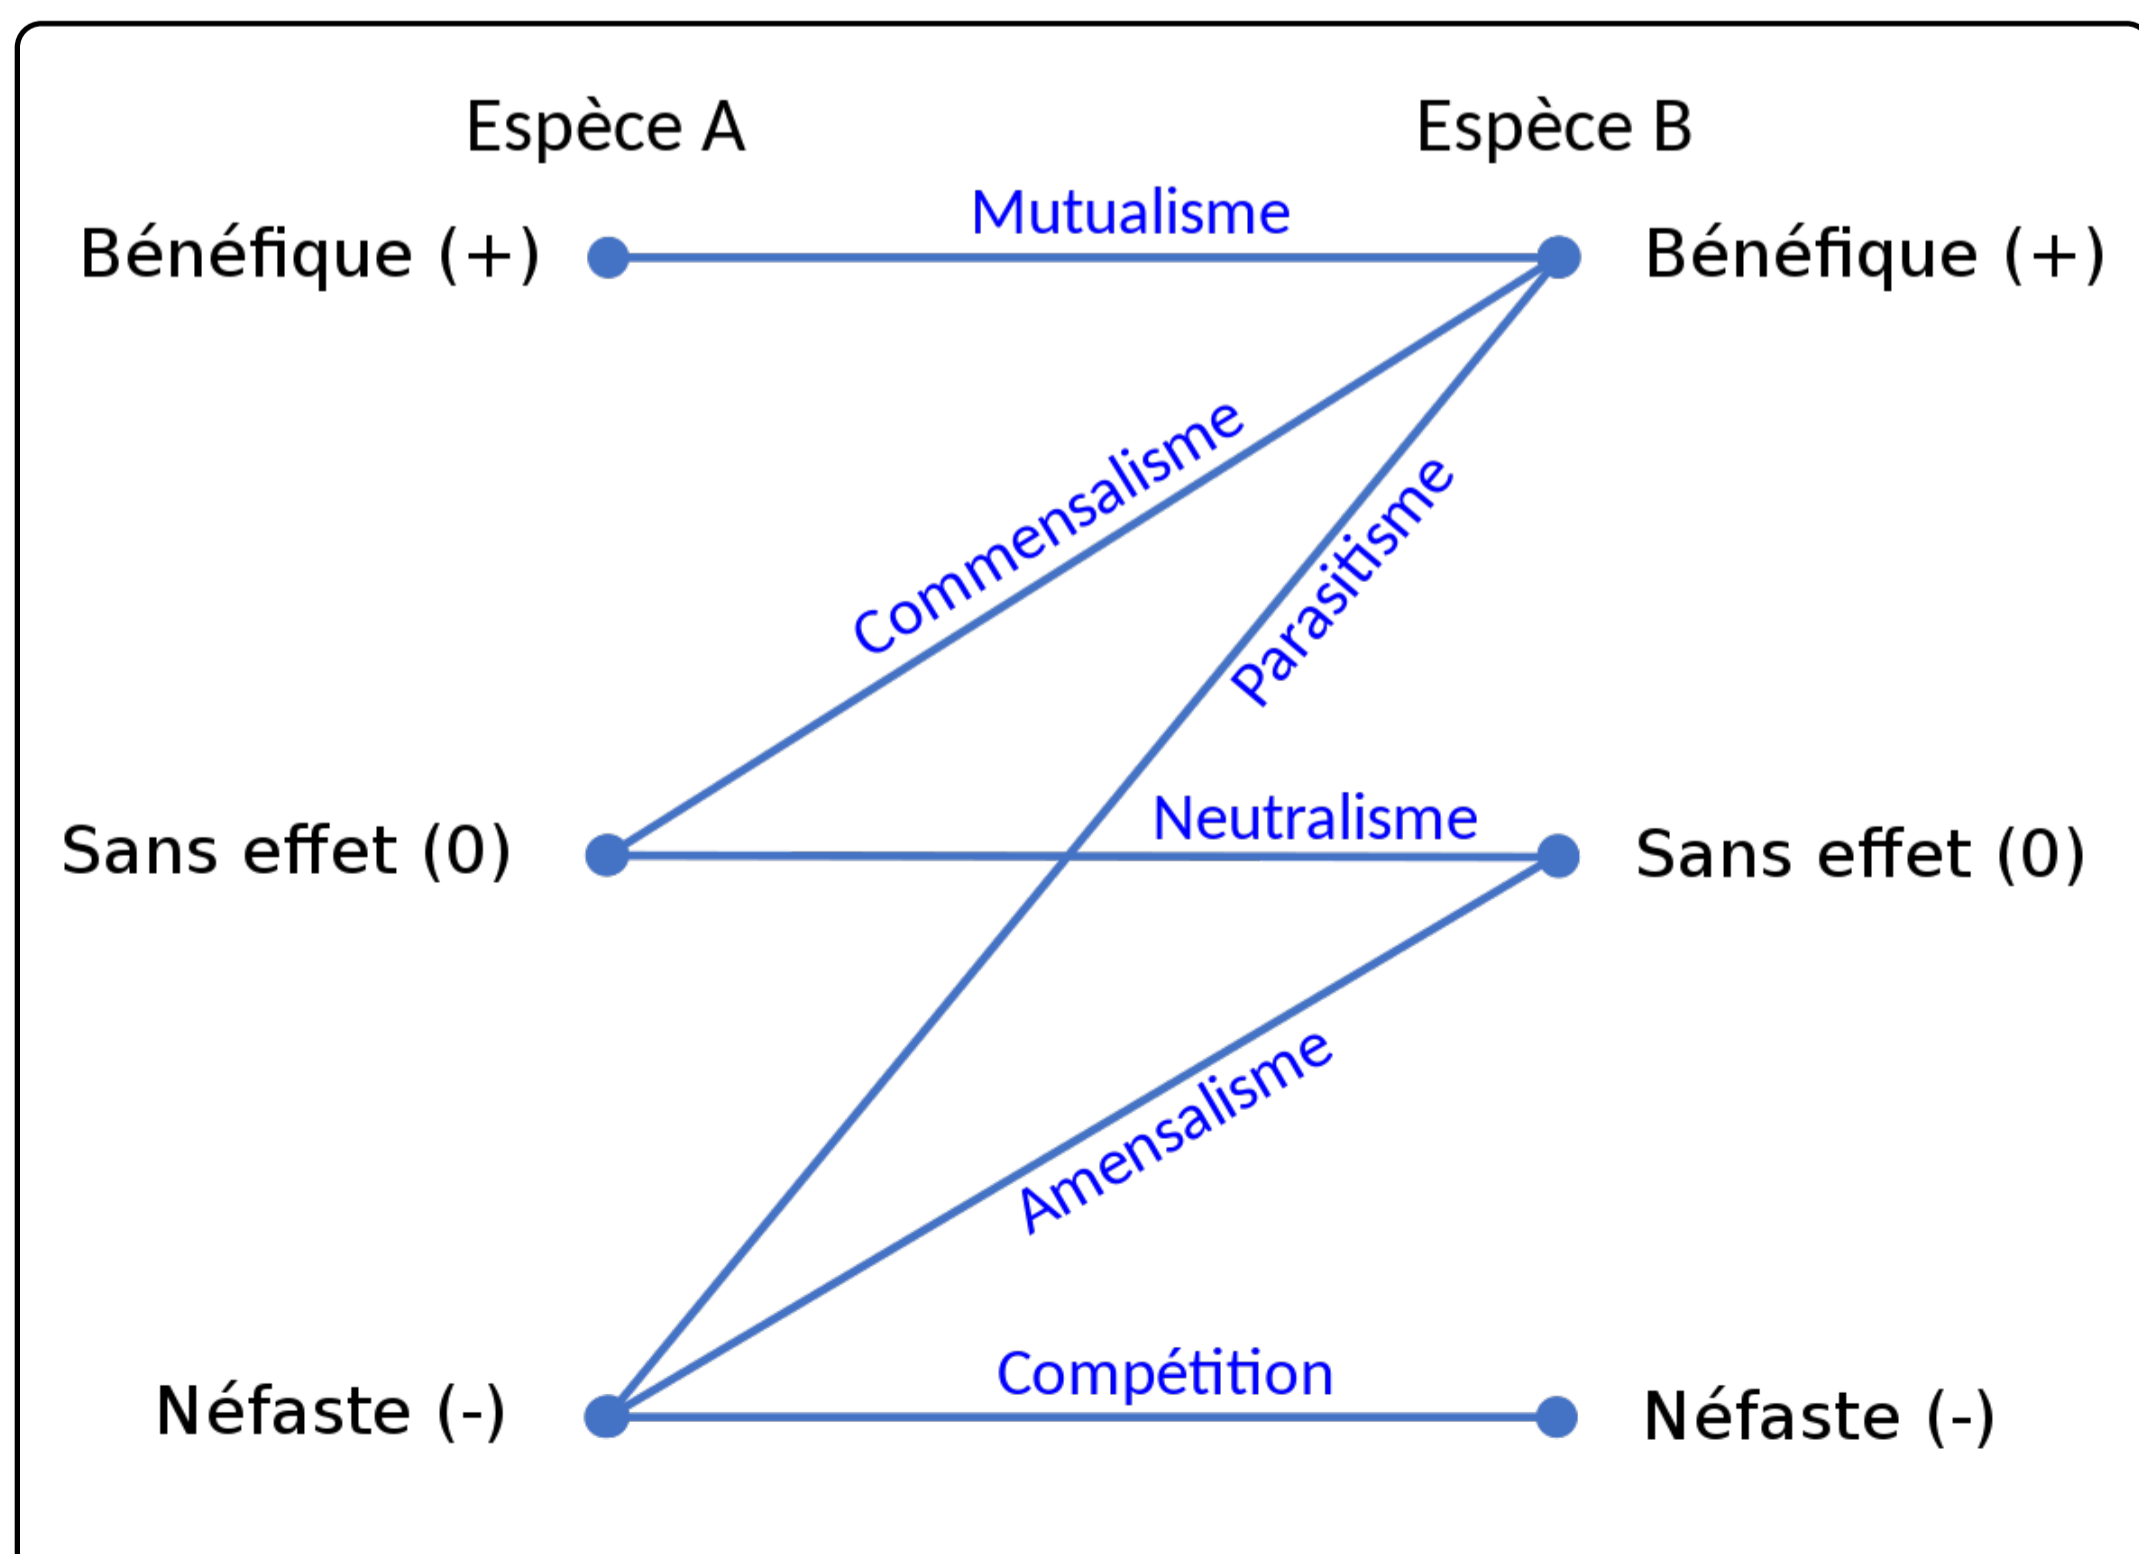 Espèce A
Espèce B
Mutualisme
Bénéfique (+)
Bénéfique (+)
Commensalisme
Parasitisme
Neutralisme
Sans effet (0)
Sans effet (0)
Amensalisme
Compétition
Néfaste (-)
Néfaste (-)